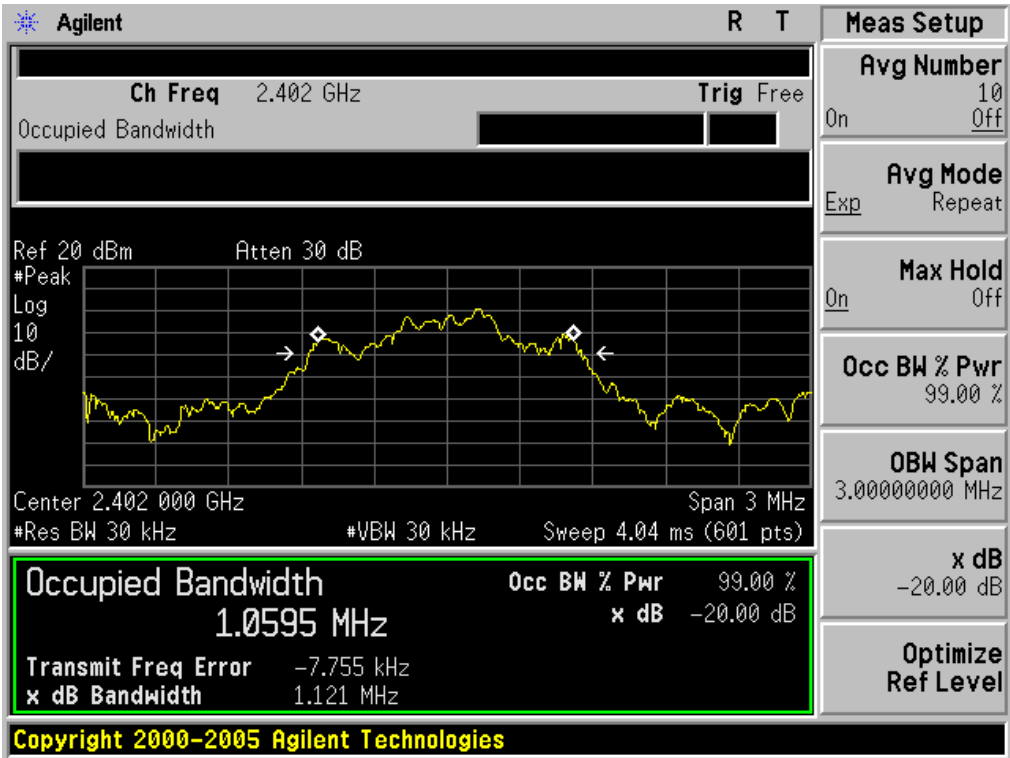 Agilent R T
Ch Freq 2.402 GHz Trig Free
Occupied Bandwidth
Ref 20 dBm Atten 30 dB
#Peak
Log
10
dB/
Center 2.402 000 GHz Span 3 MHz
#Res BW 30 kHz #VBW 30 kHz Sweep 4.04 ms (601 pts)
Occupied Bandwidth Occ BW % Pwr 99.00 %
1.0595 MHz x dB -20.00 dB
Transmit Freq Error -7.755 kHz
x dB Bandwidth 1.121 MHz
Copyright 2000-2005 Agilent Technologies
Meas Setup
Avg Number
10
On Off
Avg Mode
Exp Repeat
Max Hold
On Off
Occ BW % Pwr
99.00 %
OBW Span
3.00000000 MHz
x dB
-20.00 dB
Optimize
Ref Level